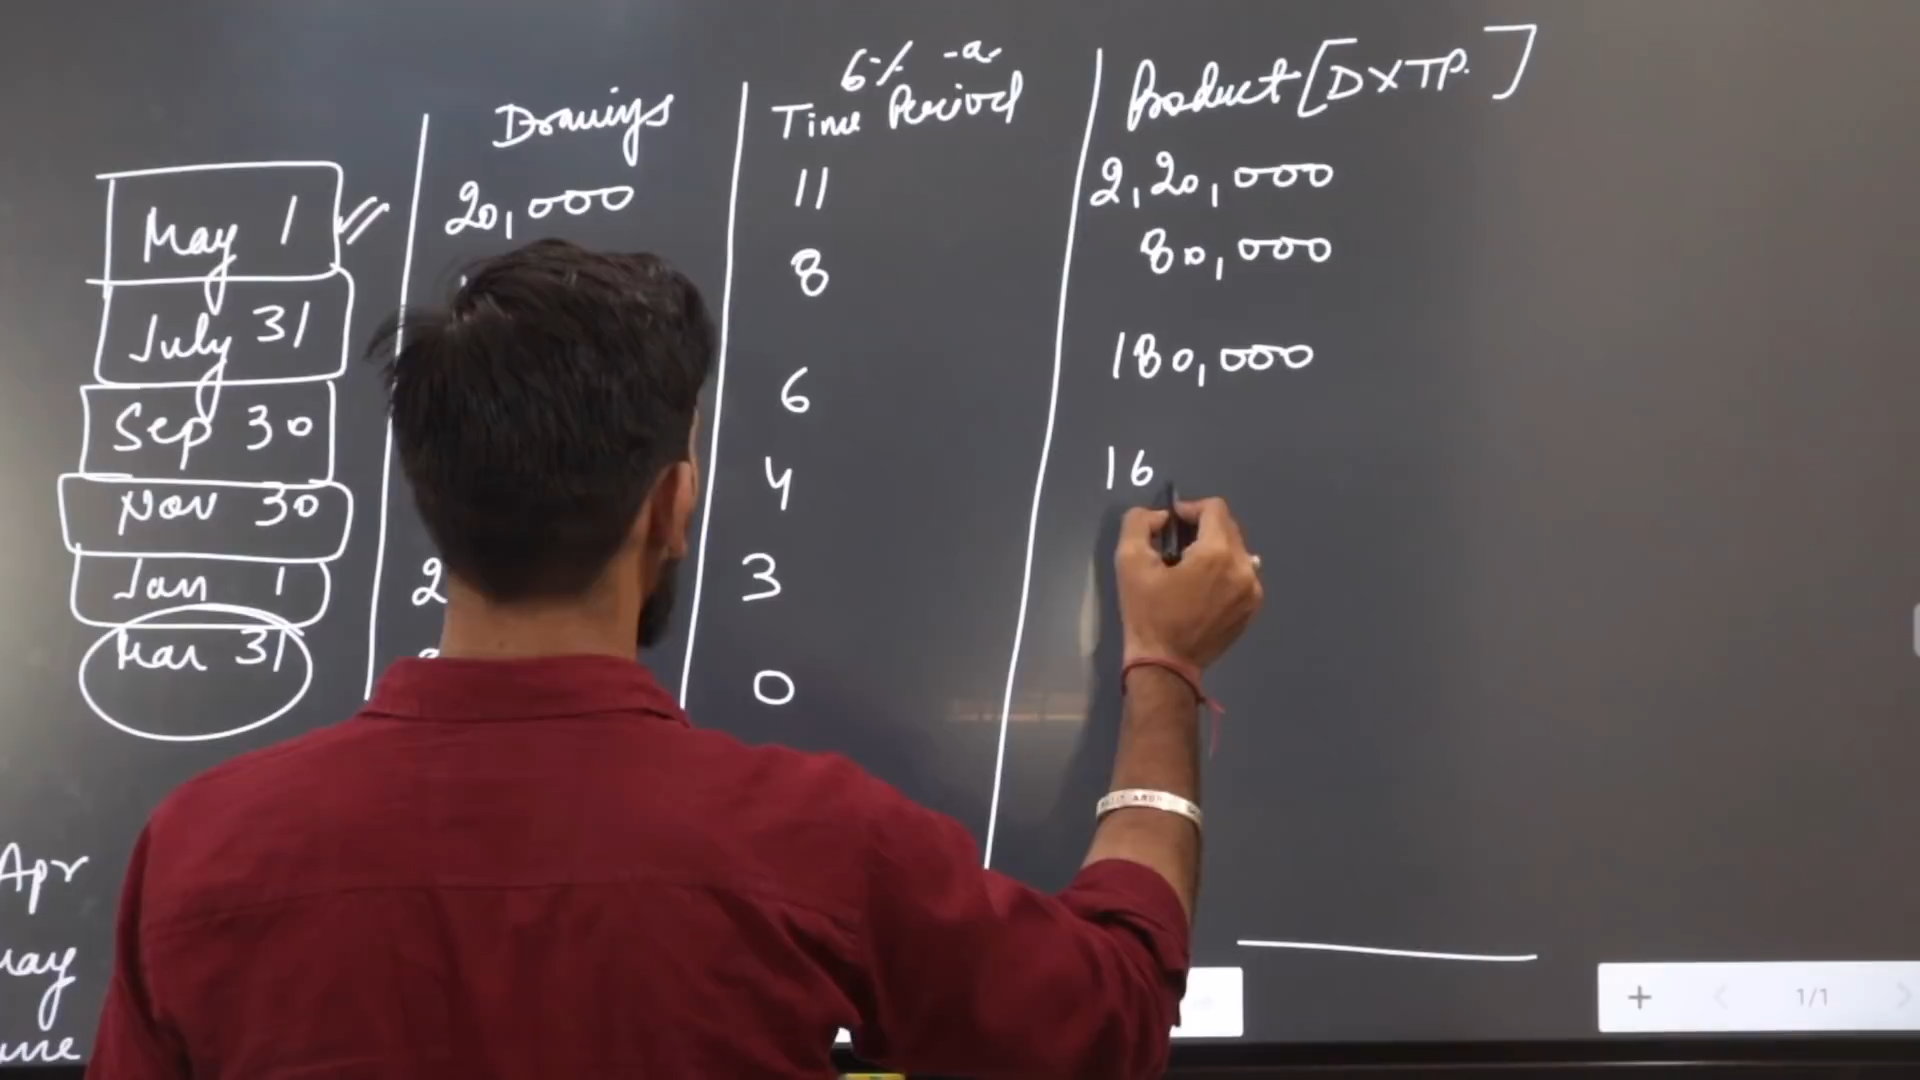 6% -a-
Drawings Time Period Product [D×TP.]
May 1 20,000 11 2,20,000
July 31 8 80,000
Sep 30 6 180,000
Nov 30 4 16
Jan 1 2 3
Mar 31 0
Apr
+ < 1/1 >